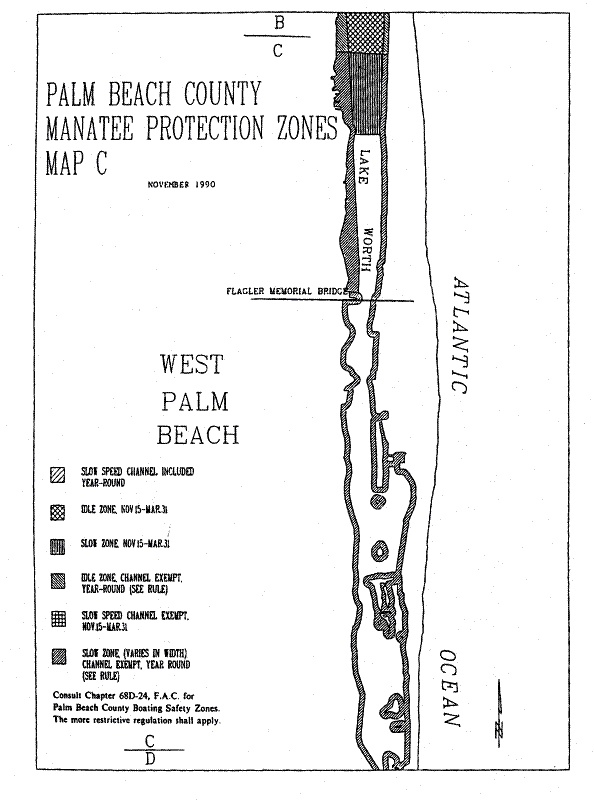 B
C
PALM BEACH COUNTY
MANATEE PROTECTION ZONES
MAP C
NOVEMBER 1990
LAKE
WORTH
FLAGLER MEMORIAL BRIDGE
ATLANTIC
OCEAN
WEST
PALM
BEACH
SLOW SPEED CHANNEL INCLUDED
YEAR-ROUND
IDLE ZONE, NOV 15-MAR.31
SLOW ZONE, NOV 15-MAR.31
IDLE ZONE, CHANNEL EXEMPT,
YEAR-ROUND (SEE RULE)
SLOW SPEED CHANNEL EXEMPT,
NOV.15-MAR.31
SLOW ZONE, (VARIES IN WIDTH)
CHANNEL EXEMPT, YEAR ROUND
(SEE RULE)
Consult Chapter 68D-24, F.A.C. for
Palm Beach County Boating Safety Zones.
The more restrictive regulation shall apply.
C
D
N